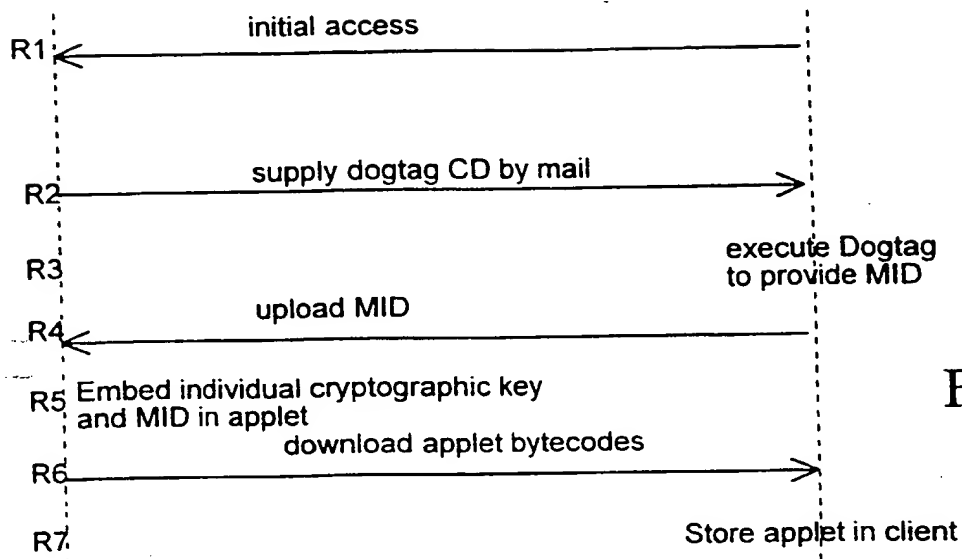 initial access
R1
supply dogtag CD by mail
R2
execute Dogtag
to provide MID
R3
upload MID
R4
R5 Embed individual cryptographic key
and MID in applet
download applet bytecodes
R6
Store applet in client
R7